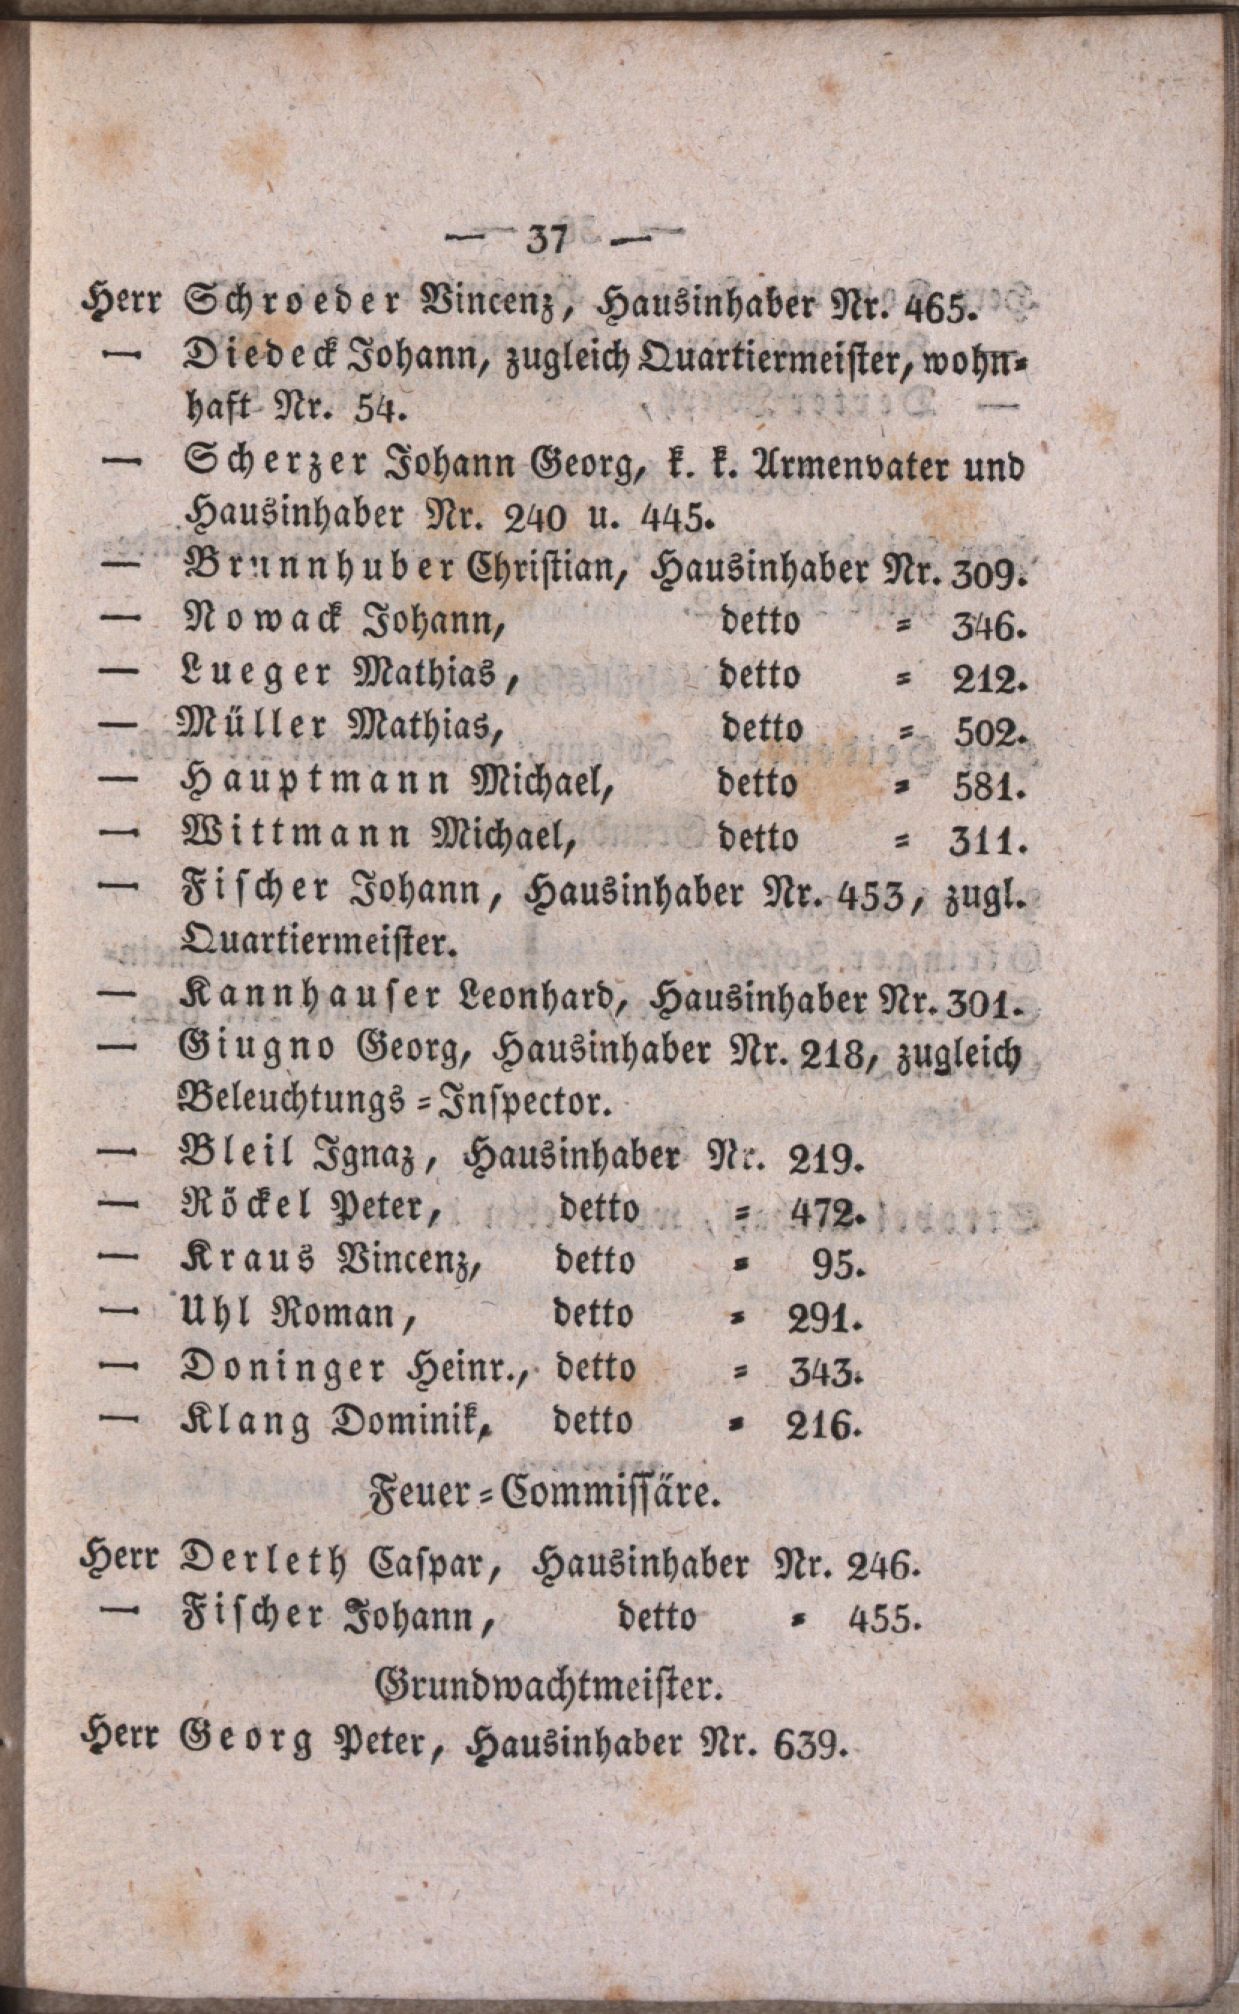 — 37 —
Herr Schroeder Vincenz, Hausinhaber Nr. 465.
— Diedeck Johann, zugleich Quartiermeister, wohn=
haft Nr. 54.
— Scherzer Johann Georg, k. k. Armenvater und
Hausinhaber Nr. 240 u. 445.
— Brunnhuber Christian, Hausinhaber Nr. 309.
— Nowack Johann, detto = 346.
— Lueger Mathias, detto = 212.
— Müller Mathias, detto = 502.
— Hauptmann Michael, detto = 581.
— Wittmann Michael, detto = 311.
— Fischer Johann, Hausinhaber Nr. 453, zugl.
Quartiermeister.
— Kannhauser Leonhard, Hausinhaber Nr. 301.
— Giugno Georg, Hausinhaber Nr. 218, zugleich
Beleuchtungs=Inspector.
— Bleil Ignaz, Hausinhaber Nr. 219.
— Röckel Peter, detto = 472.
— Kraus Vincenz, detto = 95.
— Uhl Roman, detto = 291.
— Doninger Heinr., detto = 343.
— Klang Dominik, detto = 216.
Feuer=Commissäre.
Herr Derleth Caspar, Hausinhaber Nr. 246.
— Fischer Johann, detto = 455.
Grundwachtmeister.
Herr Georg Peter, Hausinhaber Nr. 639.